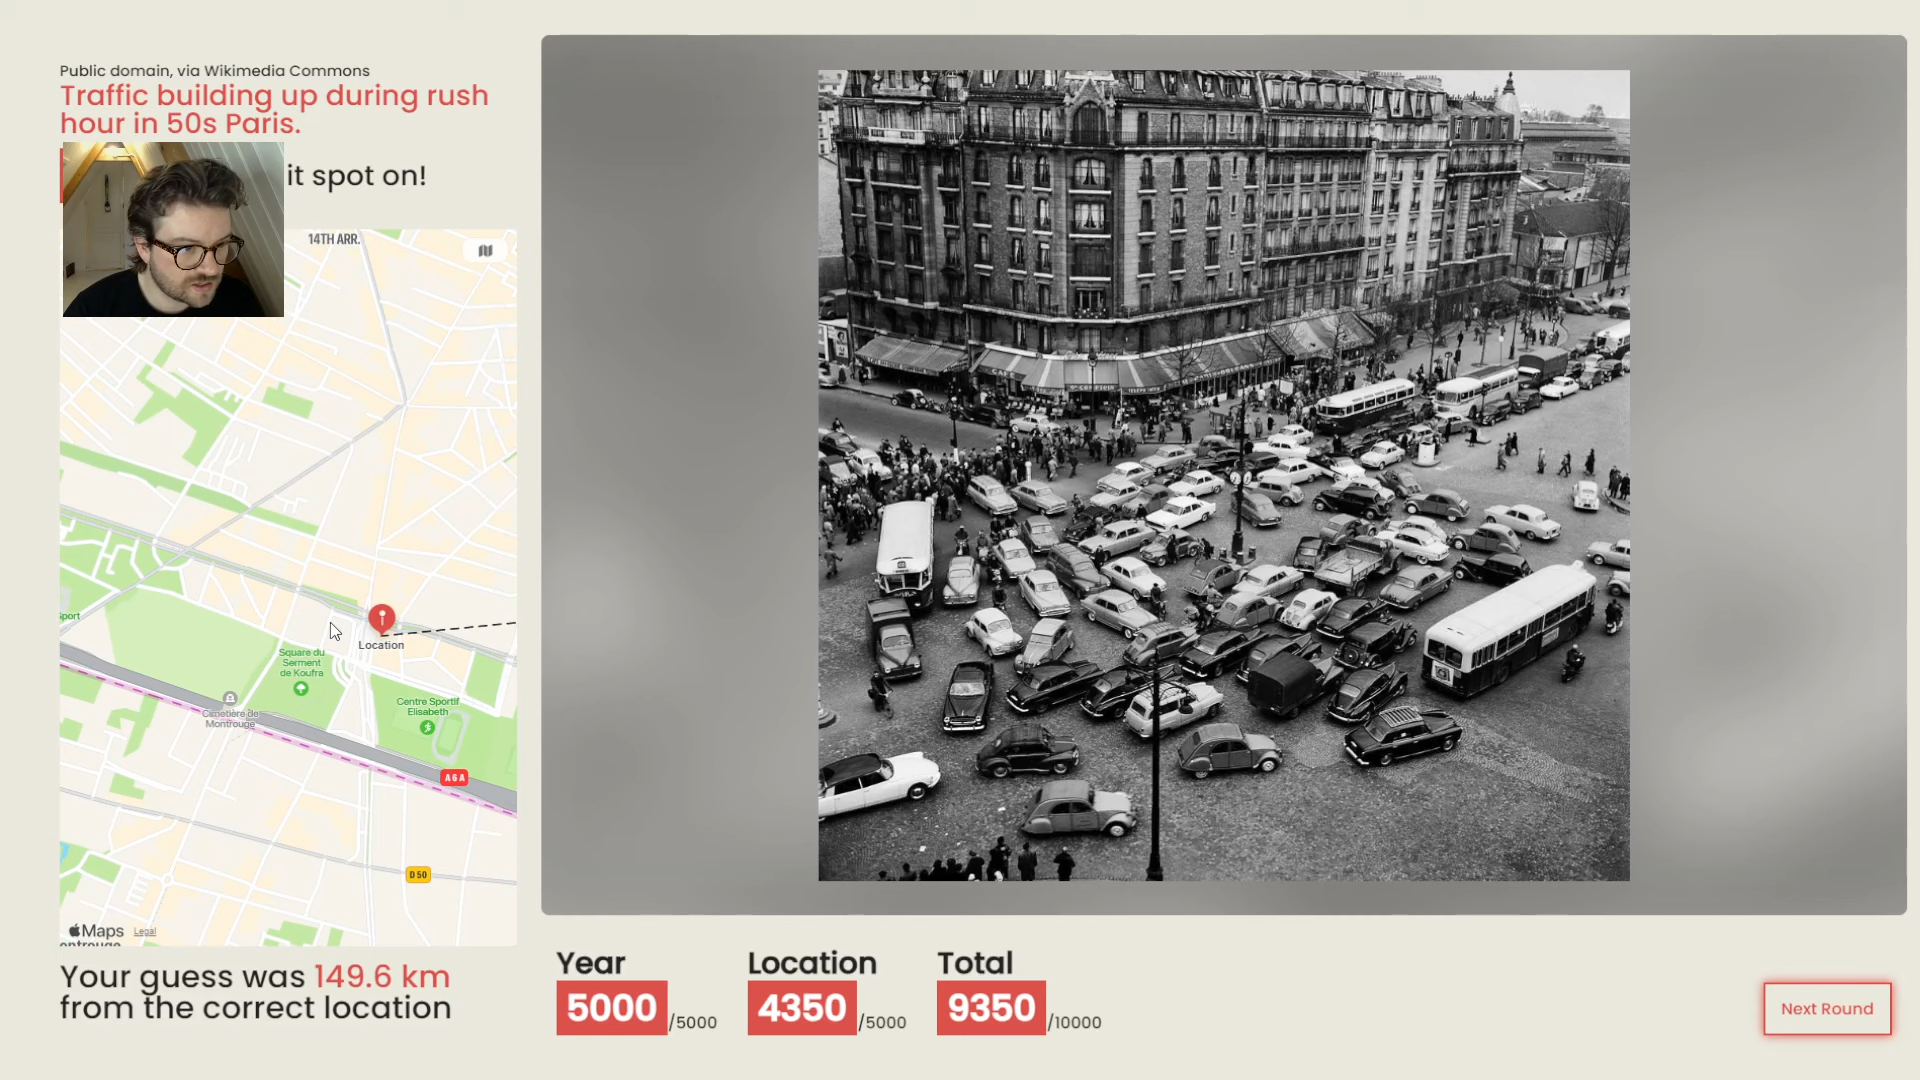 Public domain, via Wikimedia Commons
Traffic building up during rush
hour in 50s Paris.
it spot on!
14TH ARR.
Location
Square du
Serment
de Koufra
Centre Sportif
Elisabeth
Cimetière de
Montrouge
A6A
D50
Maps
Legal
Your guess was 149.6 km
from the correct location
Year
5000 /5000
Location
4350 /5000
Total
9350 /10000
Next Round